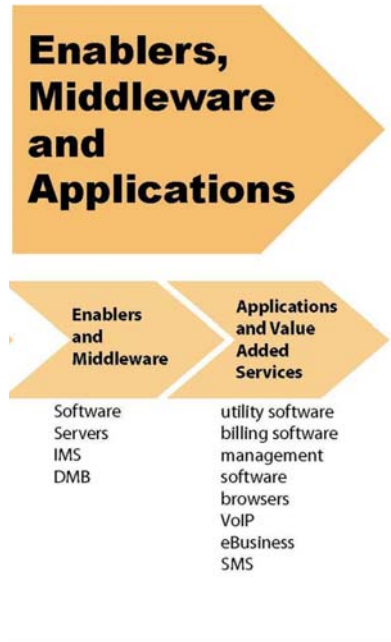 Enablers,
Middleware
and
Applications
Enablers
and
Middleware
Applications
and Value
Added
Services
Software
Servers
IMS
DMB
utility software
billing software
management
software
browsers
VoIP
eBusiness
SMS